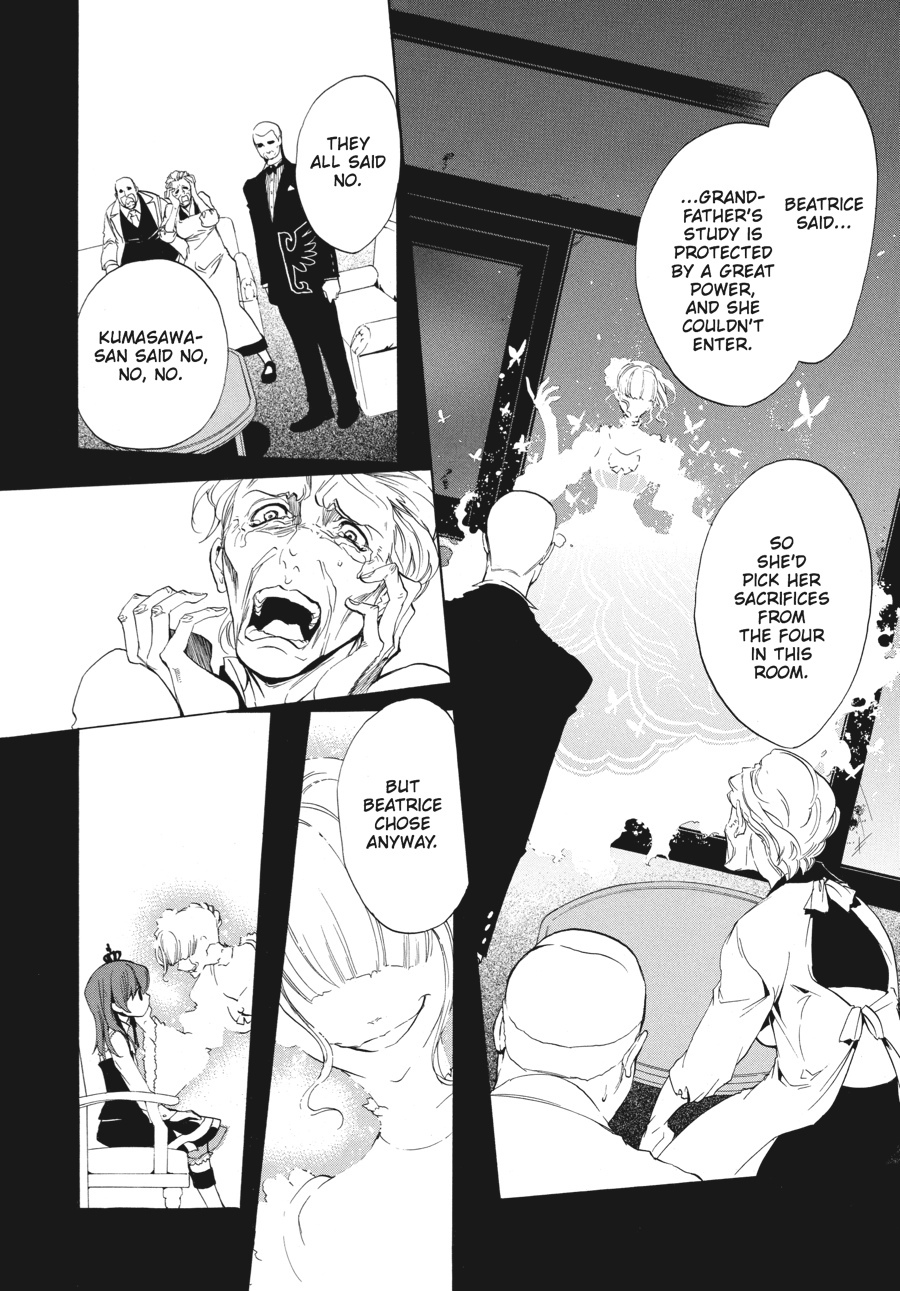 BEATRICE
SAID...
...GRAND-
FATHER'S
STUDY IS
PROTECTED
BY A GREAT
POWER,
AND SHE
COULDN'T
ENTER.
SO
SHE'D
PICK HER
SACRIFICES
FROM
THE FOUR
IN THIS
ROOM.
THEY
ALL SAID
NO.
KUMASAWA-
SAN SAID NO,
NO, NO.
BUT
BEATRICE
CHOSE
ANYWAY.